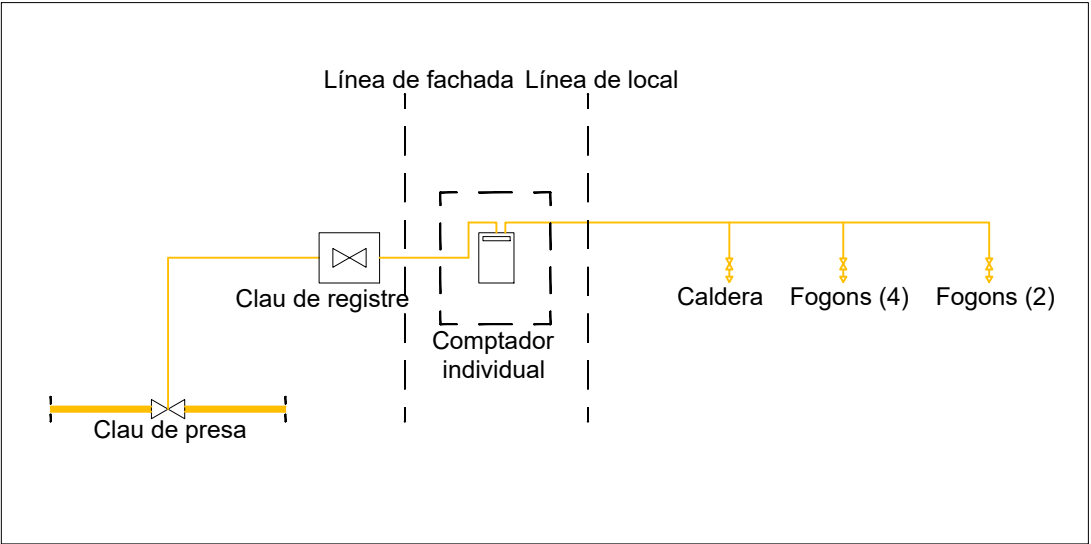 Línea de fachada
Línea de local
Clau de registre
Caldera
Fogons (4)
Fogons (2)
Comptador
individual
Clau de presa